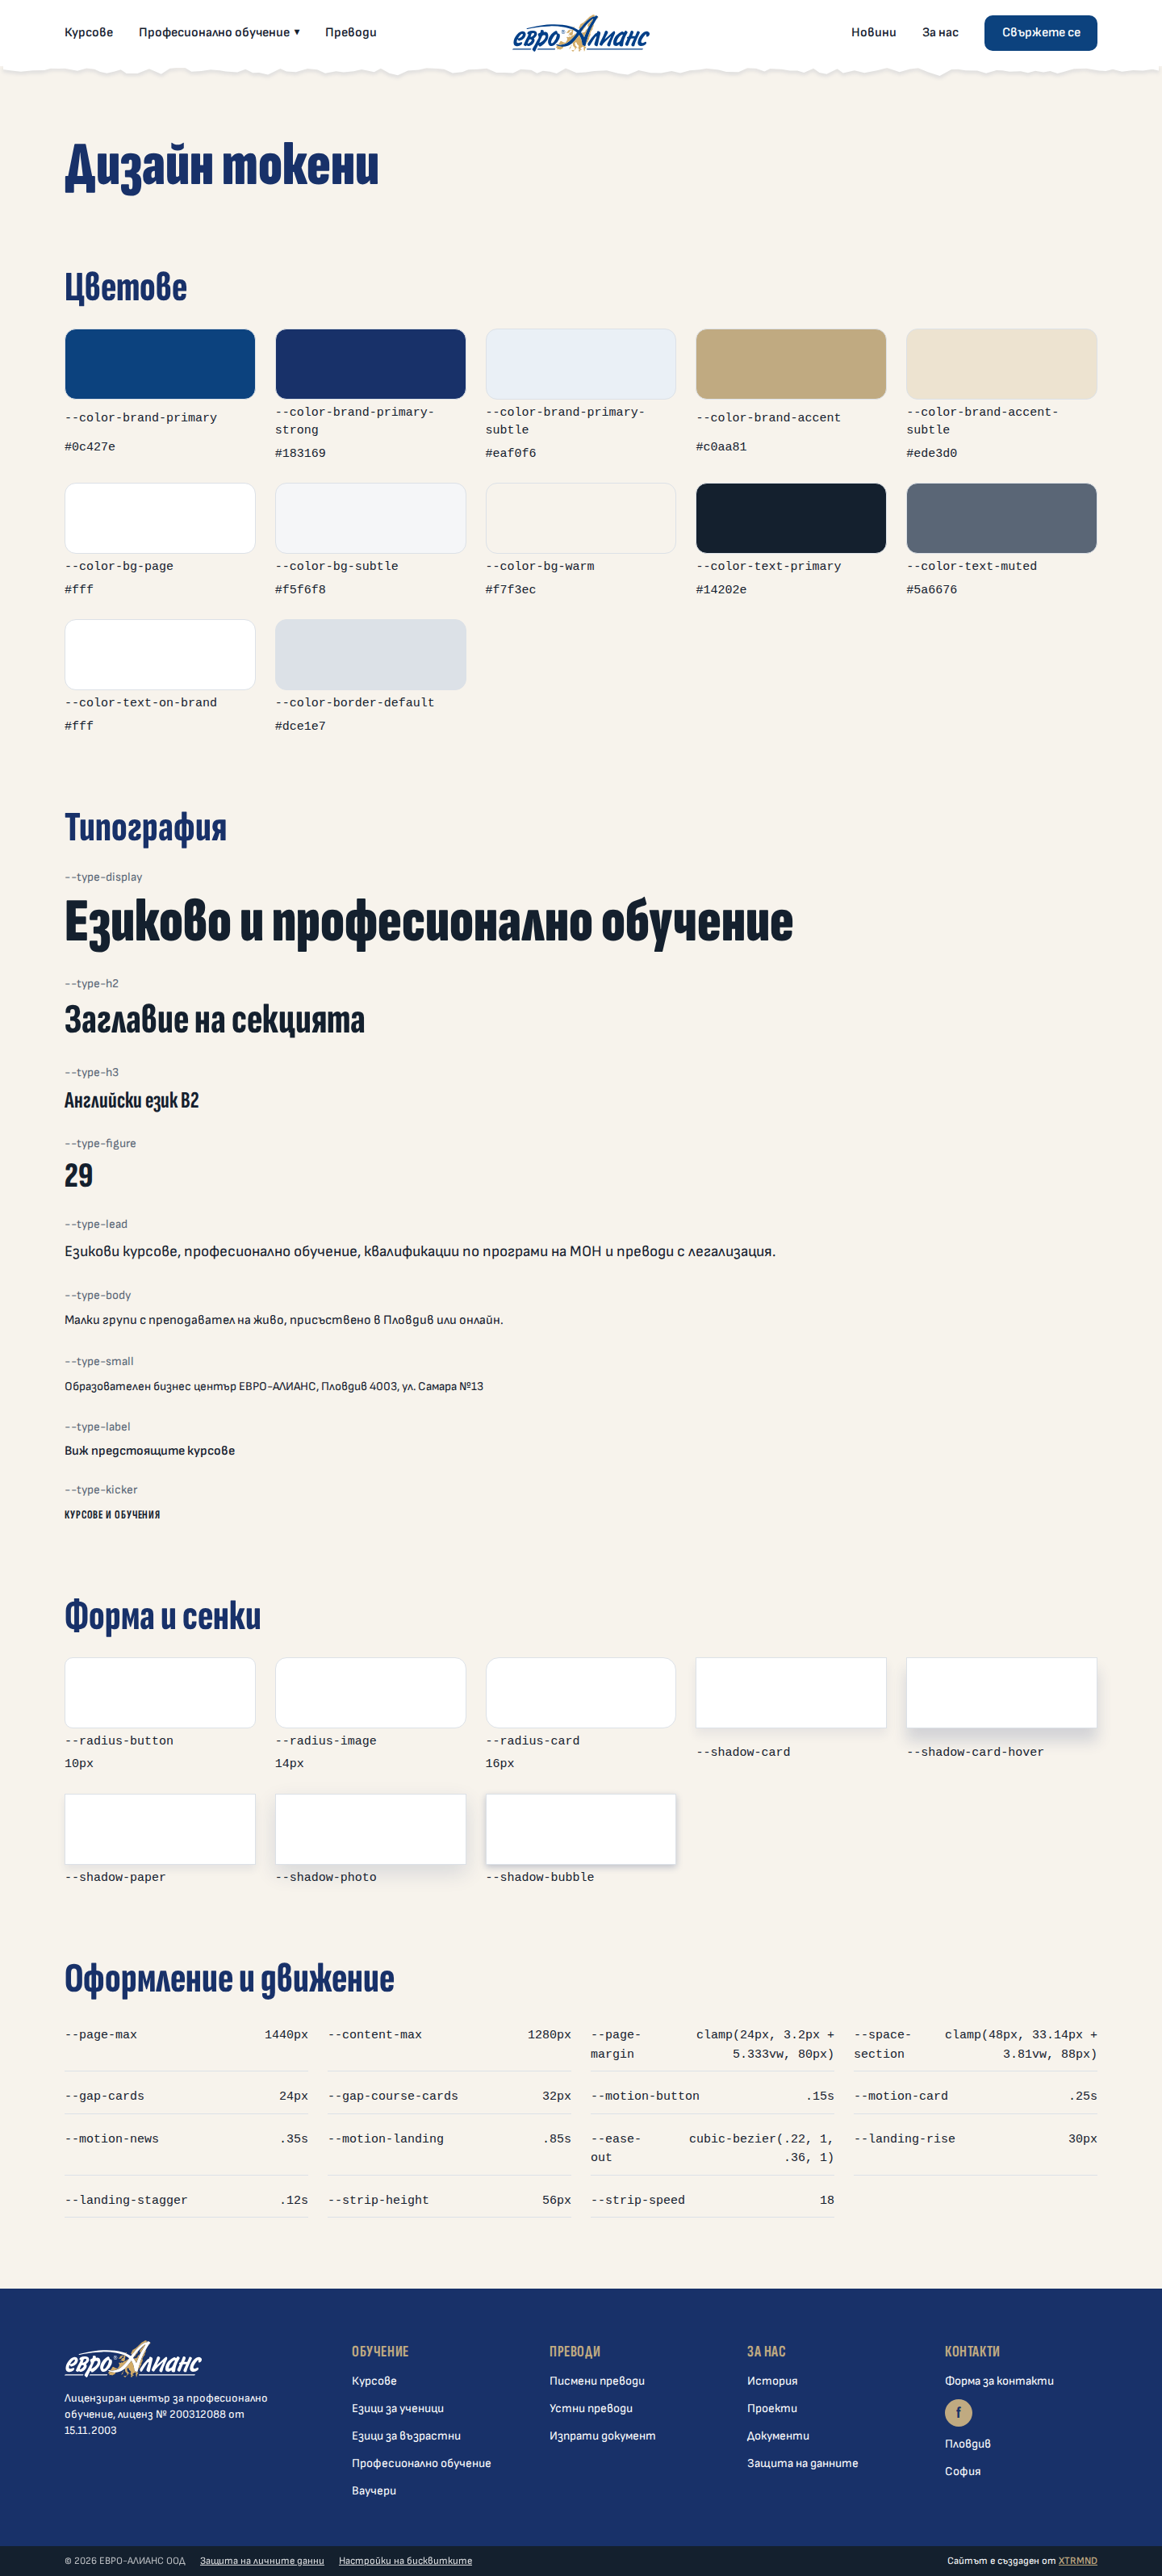 Курсове Професионално обучение ▼ Преводи евроАлианс Новини За нас Свържете се
Дизайн токени
Цветове
--color-brand-primary
#0c427e
--color-brand-primary-
strong
#183169
--color-brand-primary-
subtle
#eaf0f6
--color-brand-accent
#c0aa81
--color-brand-accent-
subtle
#ede3d0
--color-bg-page
#fff
--color-bg-subtle
#f5f6f8
--color-bg-warm
#f7f3ec
--color-text-primary
#14202e
--color-text-muted
#5a6676
--color-text-on-brand
#fff
--color-border-default
#dce1e7
Типография
--type-display
Езиково и професионално обучение
--type-h2
Заглавие на секцията
--type-h3
Английски език B2
--type-figure
29
--type-lead
Езикови курсове, професионално обучение, квалификации по програми на МОН и преводи с легализация.
--type-body
Малки групи с преподавател на живо, присъствено в Пловдив или онлайн.
--type-small
Образователен бизнес център ЕВРО-АЛИАНС, Пловдив 4003, ул. Самара №13
--type-label
Виж предстоящите курсове
--type-kicker
КУРСОВЕ И ОБУЧЕНИЯ
Форма и сенки
--radius-button
10px
--radius-image
14px
--radius-card
16px
--shadow-card
--shadow-card-hover
--shadow-paper
--shadow-photo
--shadow-bubble
Оформление и движение
--page-max 1440px
--content-max 1280px
--page- clamp(24px, 3.2px +
margin 5.333vw, 80px)
--space- clamp(48px, 33.14px +
section 3.81vw, 88px)
--gap-cards 24px
--gap-course-cards 32px
--motion-button .15s
--motion-card .25s
--motion-news .35s
--motion-landing .85s
--ease- cubic-bezier(.22, 1,
out .36, 1)
--landing-rise 30px
--landing-stagger .12s
--strip-height 56px
--strip-speed 18
евроАлианс
Лицензиран център за професионално
обучение, лиценз № 200312088 от
15.11.2003
ОБУЧЕНИЕ
Курсове
Езици за ученици
Езици за възрастни
Професионално обучение
Ваучери
ПРЕВОДИ
Писмени преводи
Устни преводи
Изпрати документ
ЗА НАС
История
Проекти
Документи
Защита на данните
КОНТАКТИ
Форма за контакти
f
Пловдив
София
© 2026 ЕВРО-АЛИАНС ООД Защита на личните данни Настройки на бисквитките Сайтът е създаден от XTRMND